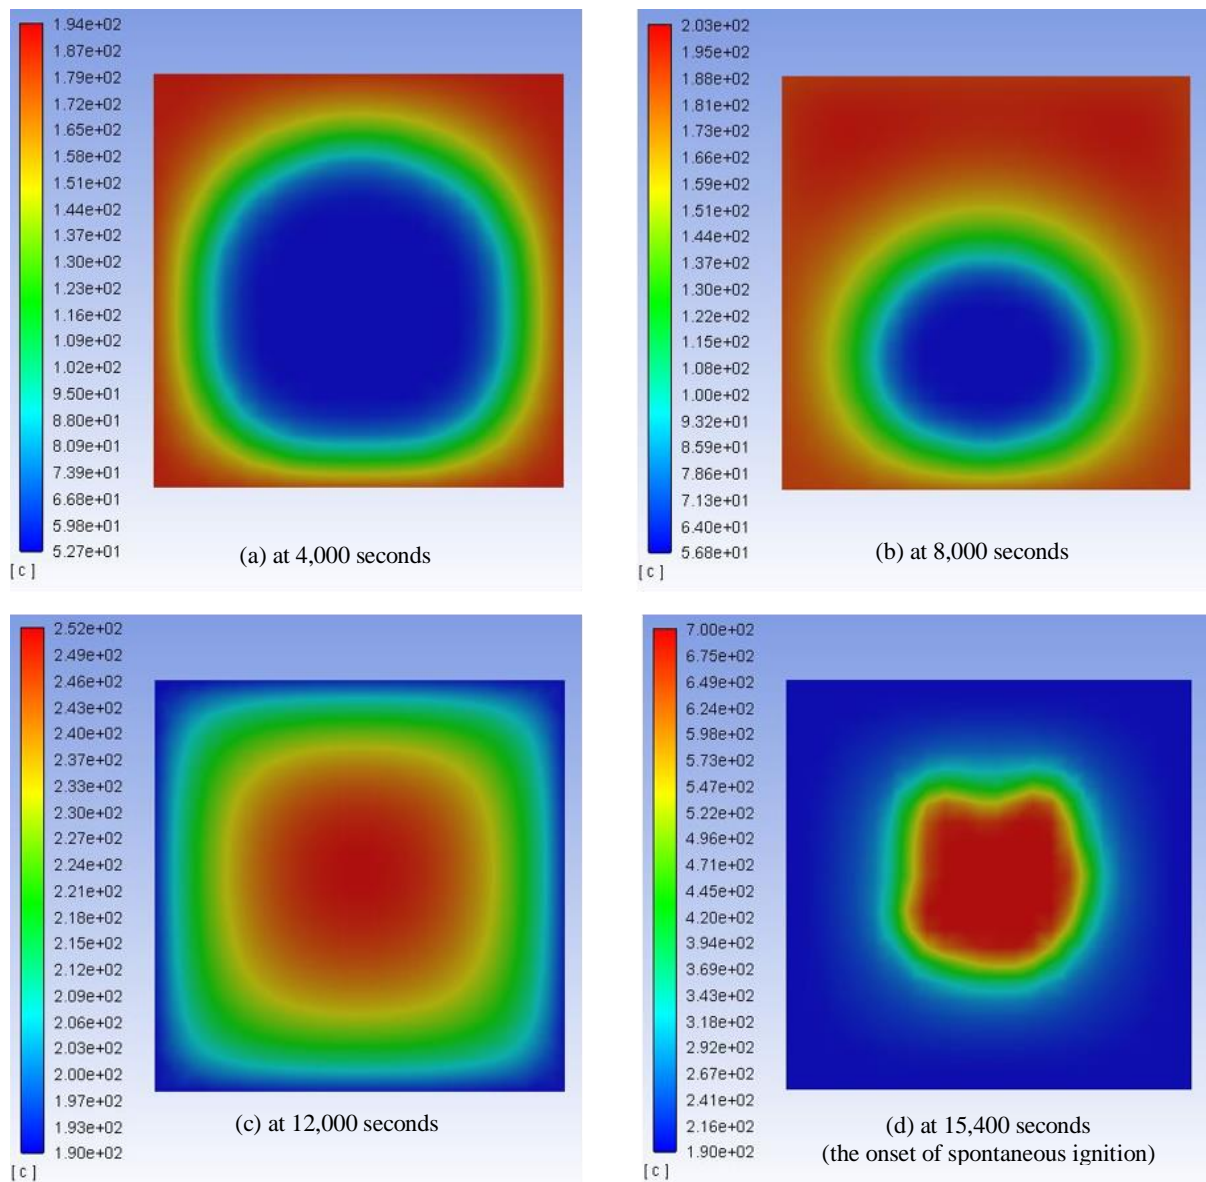 1.94e+02
1.87e+02
1.79e+02
1.72e+02
1.65e+02
1.58e+02
1.51e+02
1.44e+02
1.37e+02
1.30e+02
1.23e+02
1.16e+02
1.09e+02
1.02e+02
9.50e+01
8.80e+01
8.09e+01
7.39e+01
6.68e+01
5.98e+01
5.27e+01
[ c ]
(a) at 4,000 seconds
2.03e+02
1.95e+02
1.88e+02
1.81e+02
1.73e+02
1.66e+02
1.59e+02
1.51e+02
1.44e+02
1.37e+02
1.30e+02
1.22e+02
1.15e+02
1.08e+02
1.00e+02
9.32e+01
8.59e+01
7.86e+01
7.13e+01
6.40e+01
5.68e+01
[ c ]
(b) at 8,000 seconds
2.52e+02
2.49e+02
2.46e+02
2.43e+02
2.40e+02
2.37e+02
2.33e+02
2.30e+02
2.27e+02
2.24e+02
2.21e+02
2.18e+02
2.15e+02
2.12e+02
2.09e+02
2.06e+02
2.03e+02
2.00e+02
1.97e+02
1.93e+02
1.90e+02
[ c ]
(c) at 12,000 seconds
7.00e+02
6.75e+02
6.49e+02
6.24e+02
5.98e+02
5.73e+02
5.47e+02
5.22e+02
4.96e+02
4.71e+02
4.45e+02
4.20e+02
3.94e+02
3.69e+02
3.43e+02
3.18e+02
2.92e+02
2.67e+02
2.41e+02
2.16e+02
1.90e+02
[ c ]
(d) at 15,400 seconds
(the onset of spontaneous ignition)